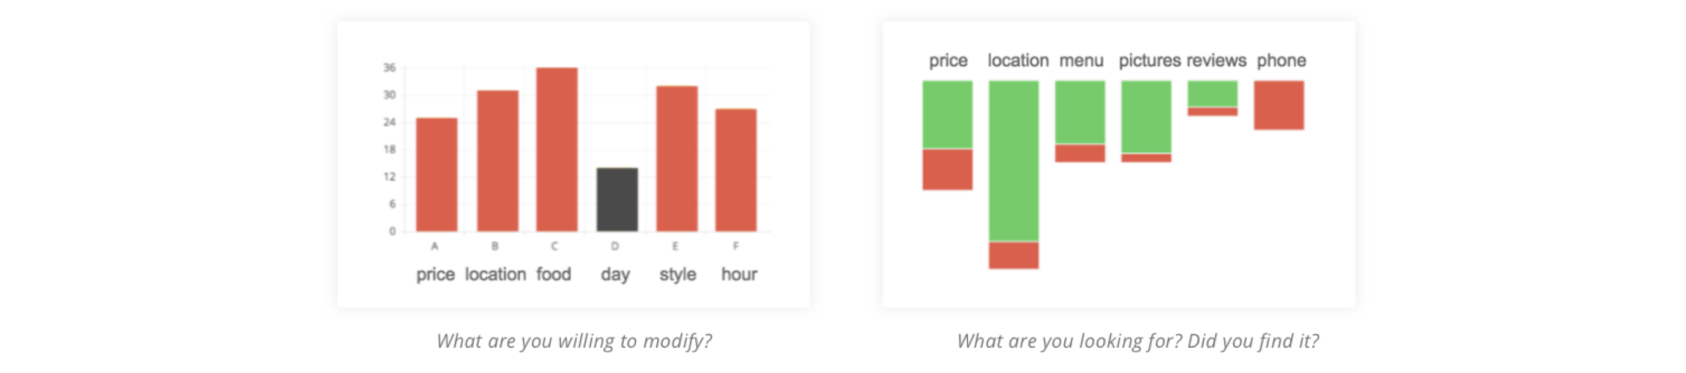 36
30
24
18
12
6
0
A B C D E F
price location food day style hour
What are you willing to modify?
price location menu pictures reviews phone
What are you looking for? Did you find it?